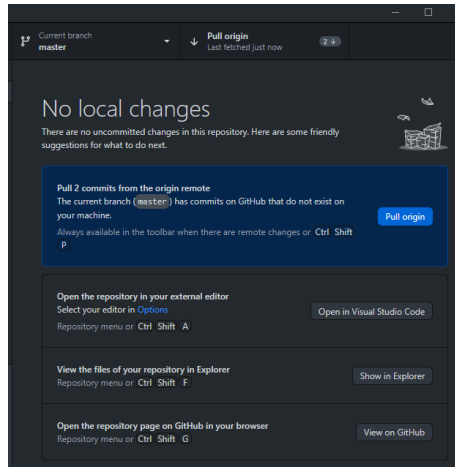 Current branch
master
Pull origin
Last fetched just now
2
No local changes
There are no uncommitted changes in this repository. Here are some friendly
suggestions for what to do next.
Pull 2 commits from the origin remote
The current branch (master) has commits on GitHub that do not exist on
your machine.
Pull origin
Always available in the toolbar when there are remote changes or Ctrl Shift
P
Open the repository in your external editor
Select your editor in Options
Repository menu or Ctrl Shift A
Open in Visual Studio Code
View the files of your repository in Explorer
Repository menu or Ctrl Shift F
Show in Explorer
Open the repository page on GitHub in your browser
Repository menu or Ctrl Shift G
View on GitHub